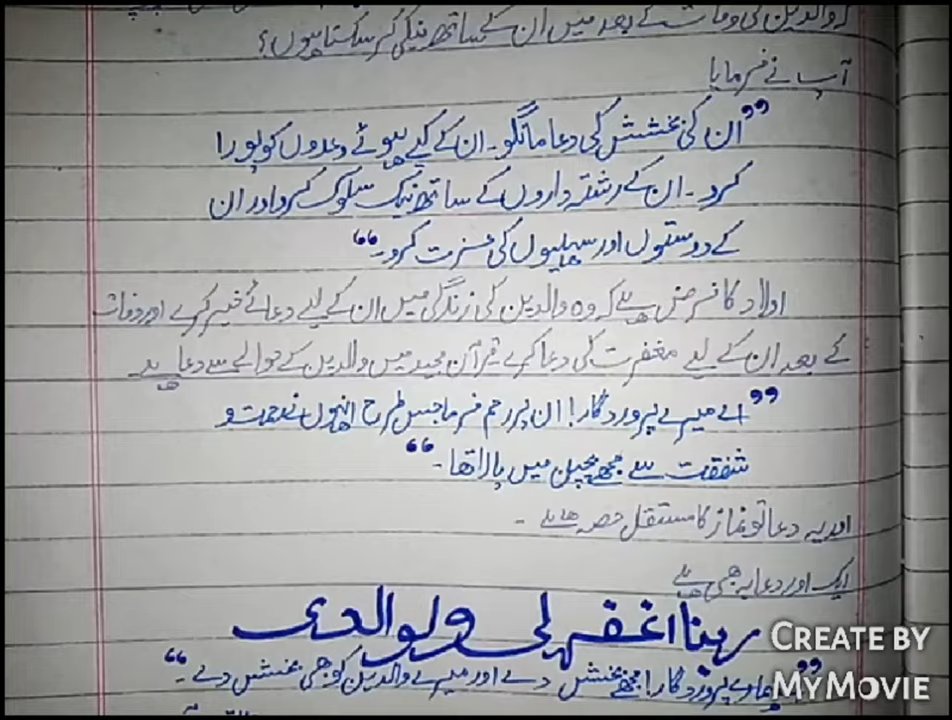 کہ والدین کی وفات کے بعد میں ان کے ساتھ نیکی کر سکتا ہوں؟
آپ نے فرمایا
”ان کی بخشش کی دعا مانگو۔ ان کے کیے ہوئے وعدوں کو پورا
کرو۔ ان کے رشتہ داروں کے ساتھ نیک سلوک کرو اور ان
کے دوستوں اور سہیلیوں کی عزت کرو۔“
اولاد کا فرض ہے کہ وہ والدین کی زندگی میں ان کے لیے دعائے خیر کرے اور وفات
کے بعد ان کے لیے مغفرت کی دعا کرے قرآن مجید میں والدین کے حوالے سے دعا ہے
”اے میرے پروردگار! ان پر رحم فرما جس طرح انہوں نے رحمت و
شفقت سے مجھے بچپن میں پالا تھا۔“
اور یہ دعا تو نماز کا مستقل حصہ ہے۔
ایک اور دعا یہ بھی ہے
ربنا اغفر لی ولوالدی
”ہمارے پروردگار! مجھے بخش دے اور میرے والدین کو بھی بخش دے۔“
CREATE BY
MYMOVIE